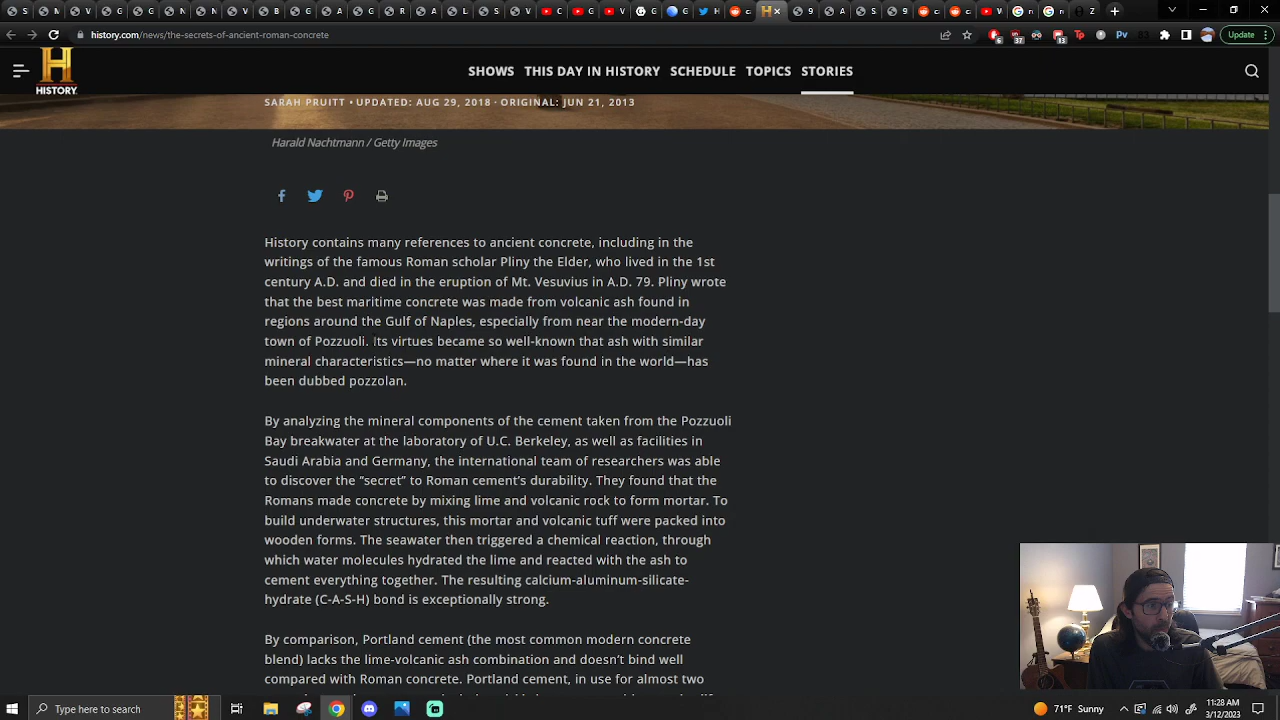 S
V
G
G
N
N
V
B
G
A
G
R
A
L
S
V
C
G
V
G
G
H
c
H
9
A
S
9
c
c
V
n
n
Z
history.com/news/the-secrets-of-ancient-roman-concrete
6
37
13
Tp
Pv
83
Update
H
HISTORY
SHOWS THIS DAY IN HISTORY SCHEDULE TOPICS STORIES
SARAH PRUITT • UPDATED: AUG 29, 2018 · ORIGINAL: JUN 21, 2013
Harald Nachtmann / Getty Images
History contains many references to ancient concrete, including in the
writings of the famous Roman scholar Pliny the Elder, who lived in the 1st
century A.D. and died in the eruption of Mt. Vesuvius in A.D. 79. Pliny wrote
that the best maritime concrete was made from volcanic ash found in
regions around the Gulf of Naples, especially from near the modern-day
town of Pozzuoli. Its virtues became so well-known that ash with similar
mineral characteristics—no matter where it was found in the world—has
been dubbed pozzolan.
By analyzing the mineral components of the cement taken from the Pozzuoli
Bay breakwater at the laboratory of U.C. Berkeley, as well as facilities in
Saudi Arabia and Germany, the international team of researchers was able
to discover the “secret” to Roman cement’s durability. They found that the
Romans made concrete by mixing lime and volcanic rock to form mortar. To
build underwater structures, this mortar and volcanic tuff were packed into
wooden forms. The seawater then triggered a chemical reaction, through
which water molecules hydrated the lime and reacted with the ash to
cement everything together. The resulting calcium-aluminum-silicate-
hydrate (C-A-S-H) bond is exceptionally strong.
By comparison, Portland cement (the most common modern concrete
blend) lacks the lime-volcanic ash combination and doesn’t bind well
compared with Roman concrete. Portland cement, in use for almost two
Type here to search
71°F Sunny
11:28 AM
3/12/2023